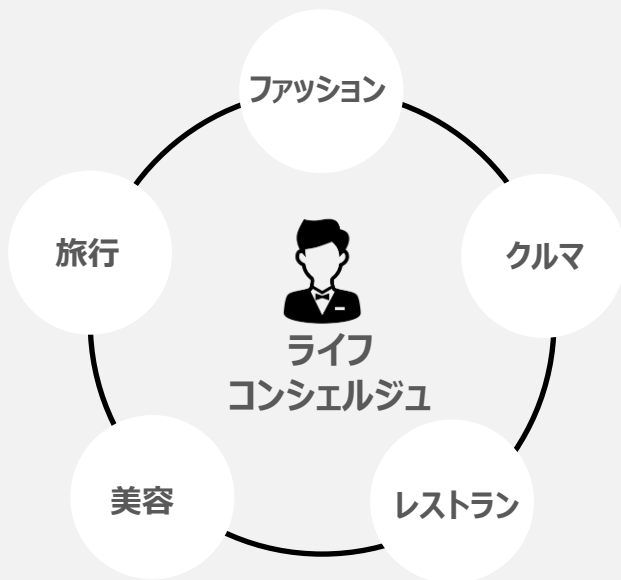 ファッション
旅行
クルマ
ライフ
コンシェルジュ
美容
レストラン